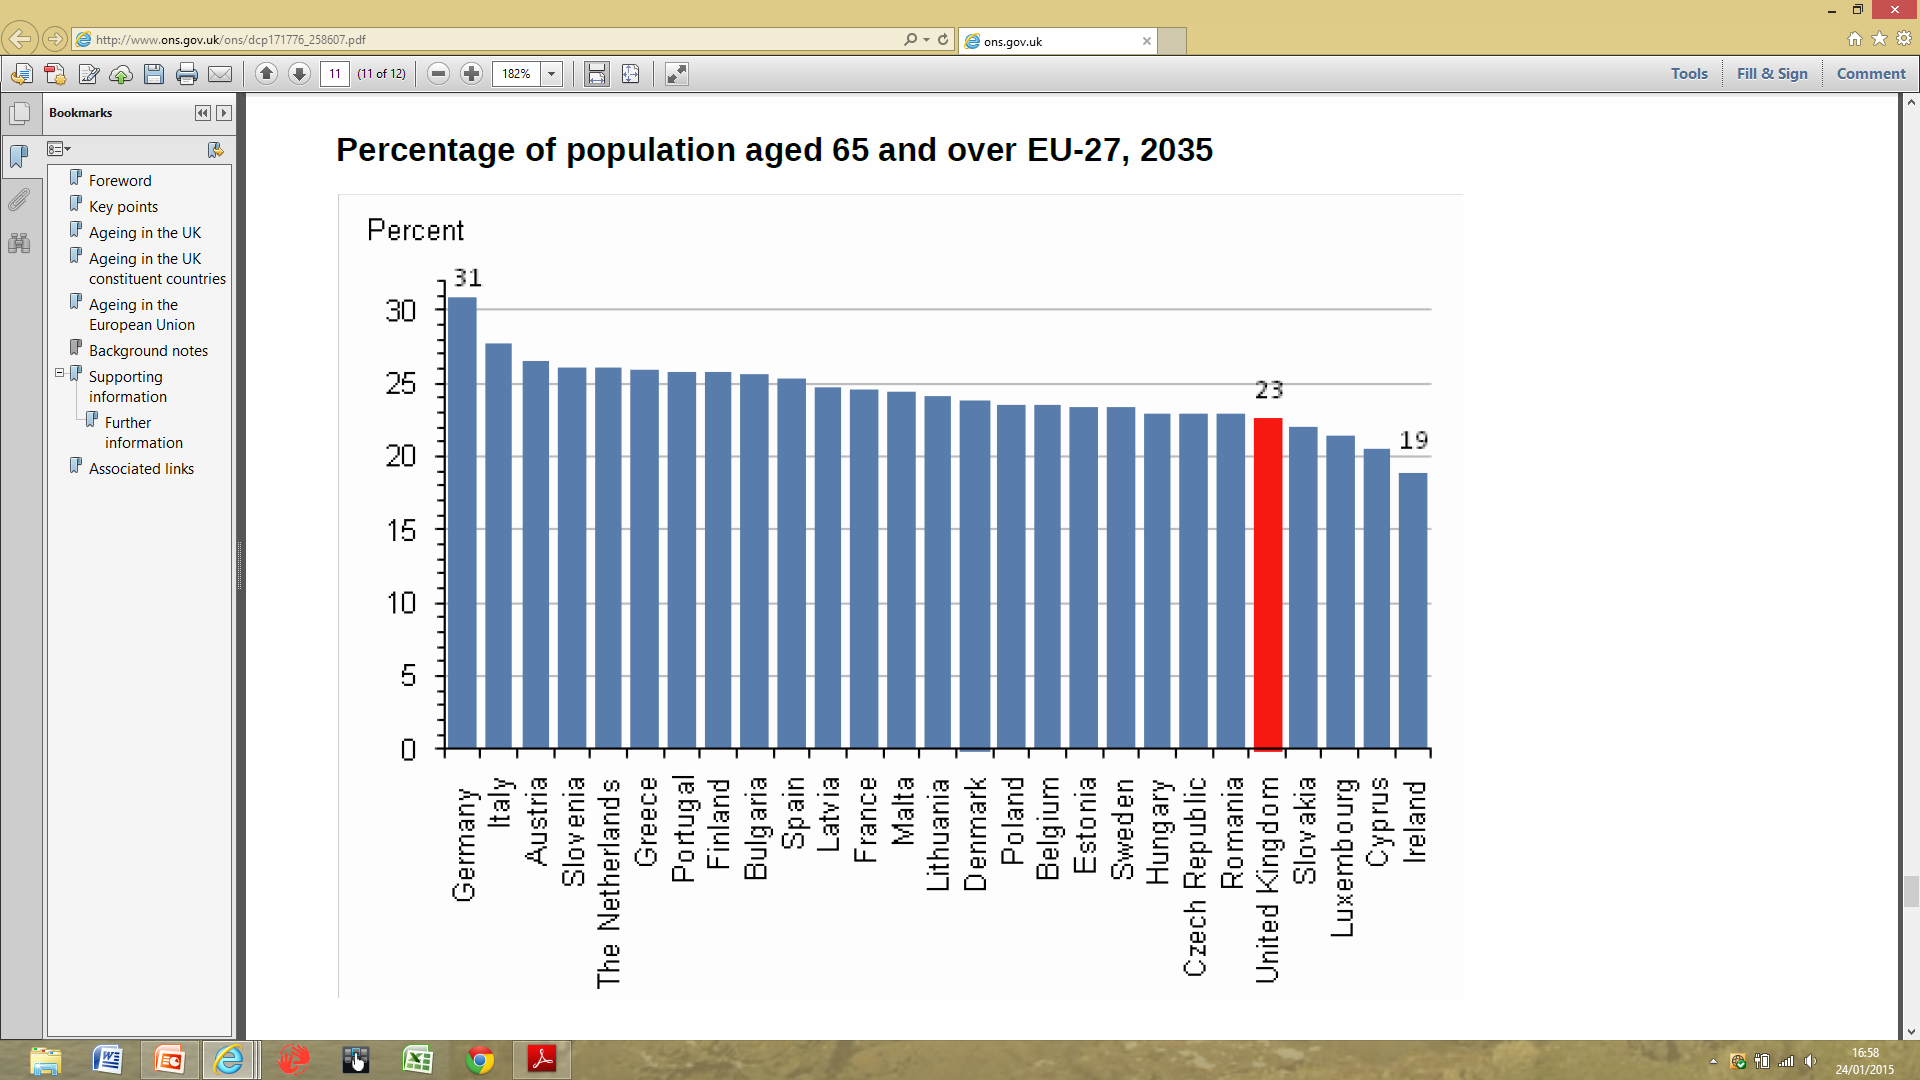 http://www.ons.gov.uk/ons/dcp171776_258607.pdf
ons.gov.uk
11
(11 of 12)
182%
Tools
Fill & Sign
Comment
Bookmarks
Foreword
Key points
Ageing in the UK
Ageing in the UK
constituent countries
Ageing in the
European Union
Background notes
Supporting
information
Further
information
Associated links
Percentage of population aged 65 and over EU-27, 2035
Percent
31
30
25
23
20
19
15
10
5
0
Germany
Italy
Austria
Slovenia
The Netherlands
Greece
Portugal
Finland
Bulgaria
Spain
Latvia
France
Malta
Lithuania
Denmark
Poland
Belgium
Estonia
Sweden
Hungary
Czech Republic
Romania
United Kingdom
Slovakia
Luxembourg
Cyprus
Ireland
16:58
24/01/2015